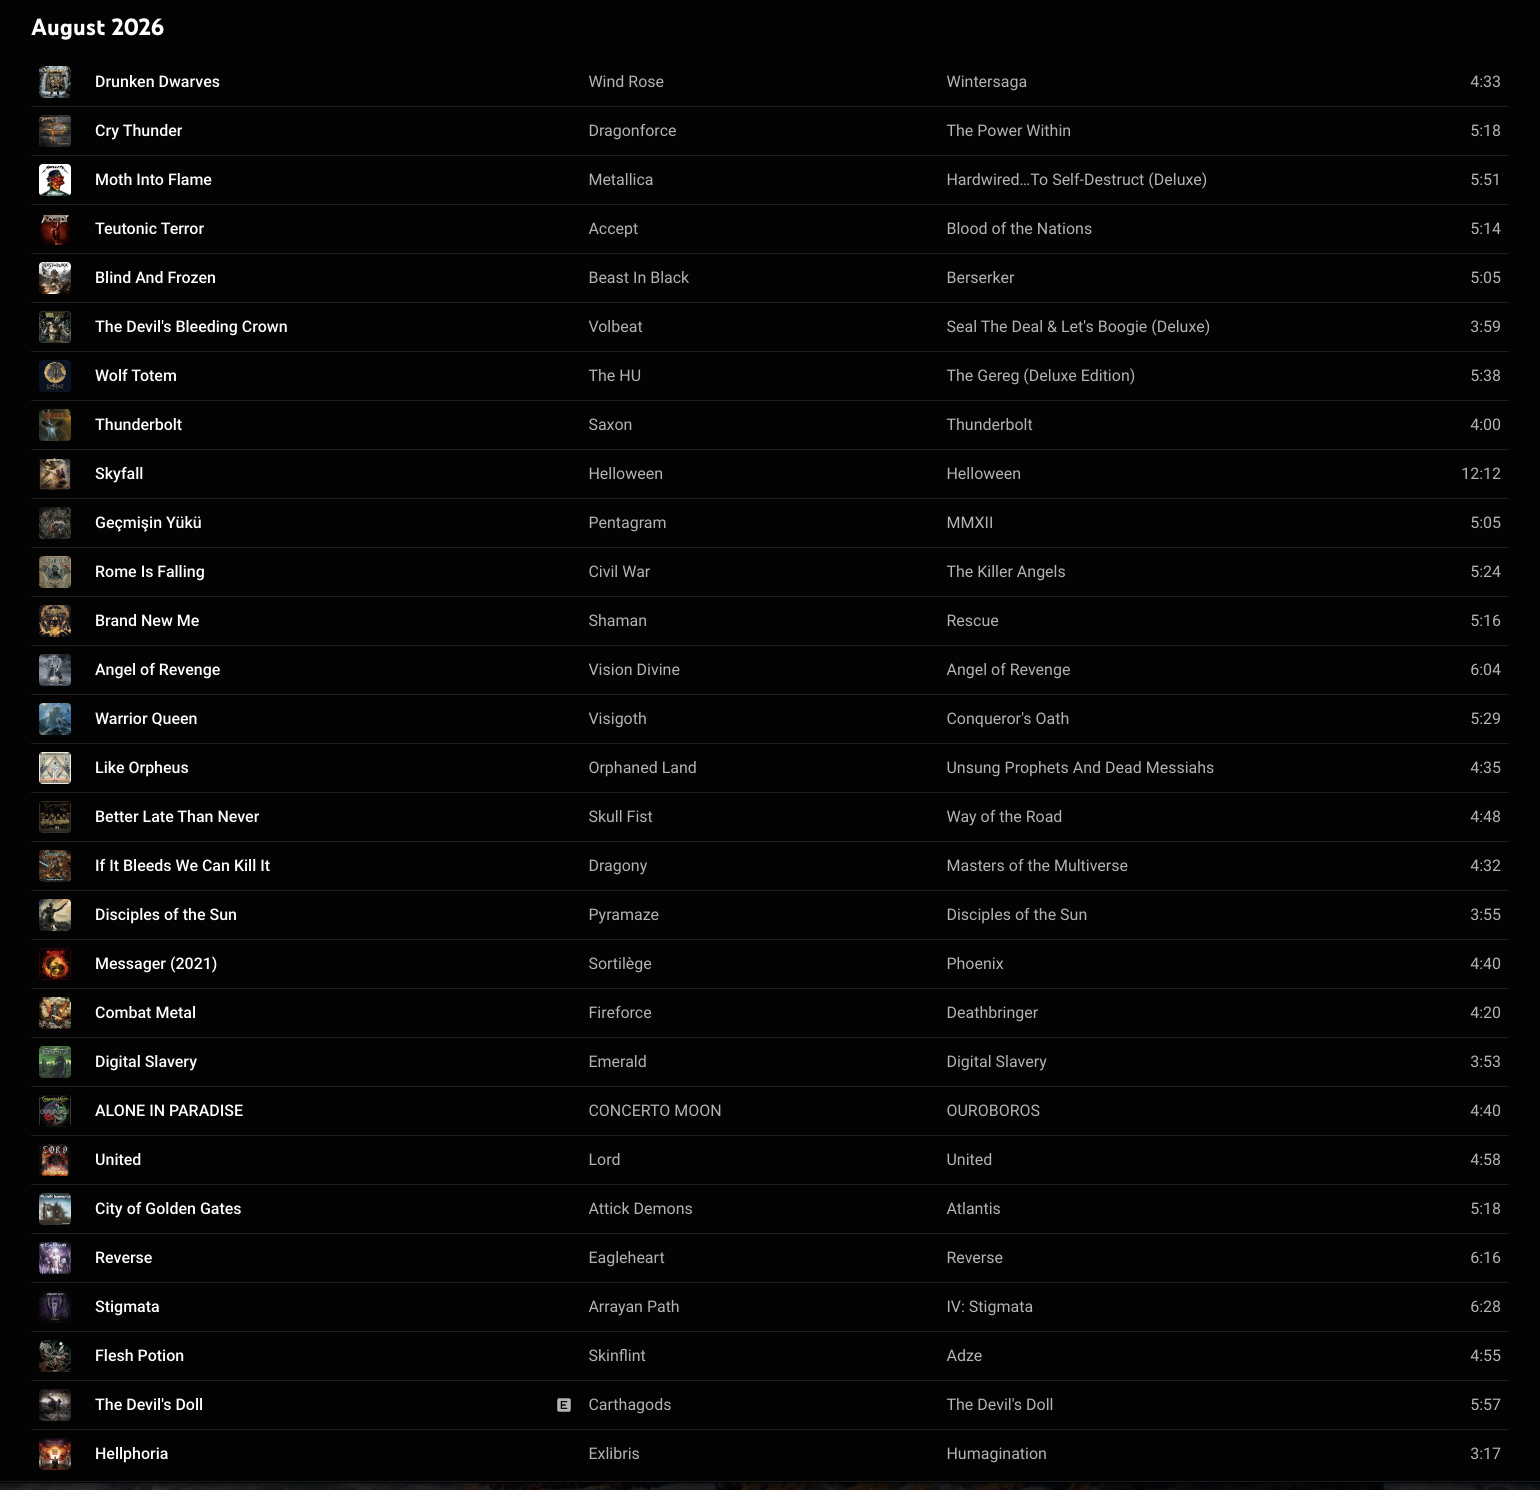 August 2026
Drunken Dwarves Wind Rose Wintersaga 4:33
Cry Thunder Dragonforce The Power Within 5:18
Moth Into Flame Metallica Hardwired…To Self-Destruct (Deluxe) 5:51
Teutonic Terror Accept Blood of the Nations 5:14
Blind And Frozen Beast In Black Berserker 5:05
The Devil's Bleeding Crown Volbeat Seal The Deal & Let's Boogie (Deluxe) 3:59
Wolf Totem The HU The Gereg (Deluxe Edition) 5:38
Thunderbolt Saxon Thunderbolt 4:00
Skyfall Helloween Helloween 12:12
Geçmişin Yükü Pentagram MMXII 5:05
Rome Is Falling Civil War The Killer Angels 5:24
Brand New Me Shaman Rescue 5:16
Angel of Revenge Vision Divine Angel of Revenge 6:04
Warrior Queen Visigoth Conqueror's Oath 5:29
Like Orpheus Orphaned Land Unsung Prophets And Dead Messiahs 4:35
Better Late Than Never Skull Fist Way of the Road 4:48
If It Bleeds We Can Kill It Dragony Masters of the Multiverse 4:32
Disciples of the Sun Pyramaze Disciples of the Sun 3:55
Messager (2021) Sortilège Phoenix 4:40
Combat Metal Fireforce Deathbringer 4:20
Digital Slavery Emerald Digital Slavery 3:53
ALONE IN PARADISE CONCERTO MOON OUROBOROS 4:40
United Lord United 4:58
City of Golden Gates Attick Demons Atlantis 5:18
Reverse Eagleheart Reverse 6:16
Stigmata Arrayan Path IV: Stigmata 6:28
Flesh Potion Skinflint Adze 4:55
The Devil's Doll E Carthagods The Devil's Doll 5:57
Hellphoria Exlibris Humagination 3:17